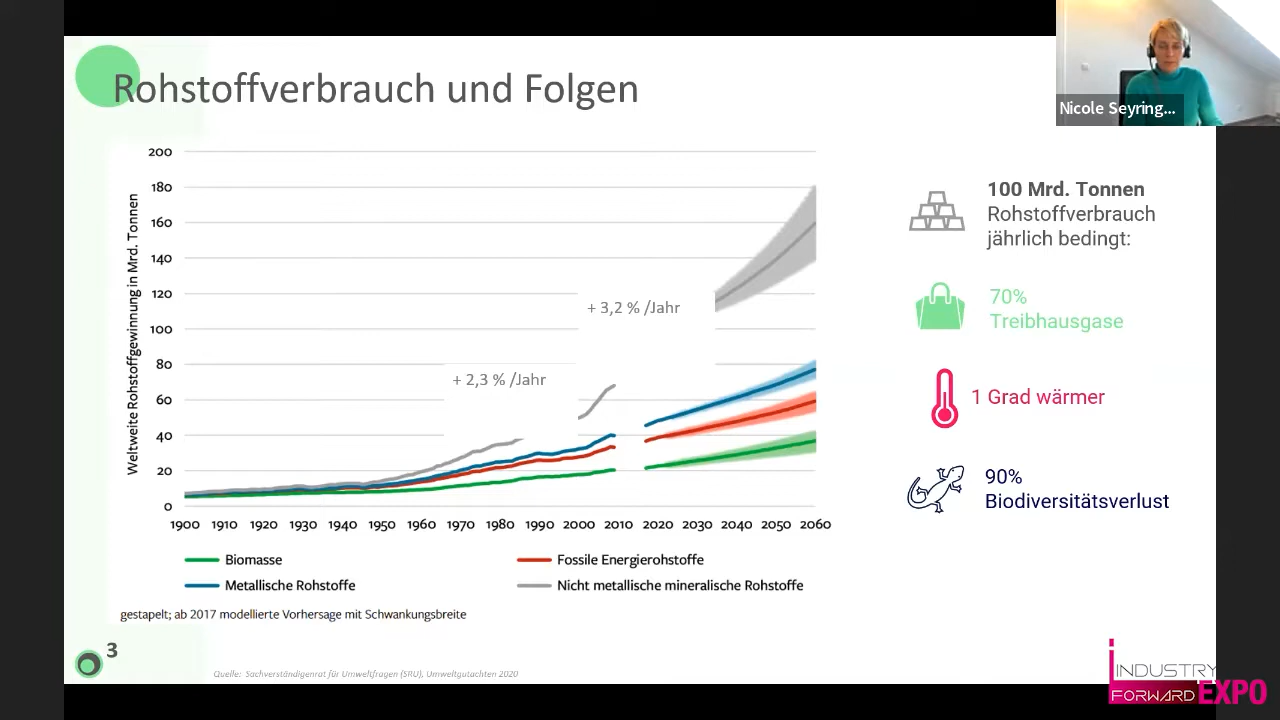 Rohstoffverbrauch und Folgen
Nicole Seyring...
Weltweite Rohstoffgewinnung in Mrd. Tonnen
200
180
160
140
120
100
80
60
40
20
0
1900 1910 1920 1930 1940 1950 1960 1970 1980 1990 2000 2010 2020 2030 2040 2050 2060
+ 2,3 % /Jahr
+ 3,2 % /Jahr
Biomasse
Fossile Energierohstoffe
Metallische Rohstoffe
Nicht metallische mineralische Rohstoffe
gestapelt; ab 2017 modellierte Vorhersage mit Schwankungsbreite
100 Mrd. Tonnen
Rohstoffverbrauch
jährlich bedingt:
70%
Treibhausgase
1 Grad wärmer
90%
Biodiversitätsverlust
3
Quelle: Sachverständigenrat für Umweltfragen (SRU), Umweltgutachten 2020
INDUSTRY
FORWARD EXPO